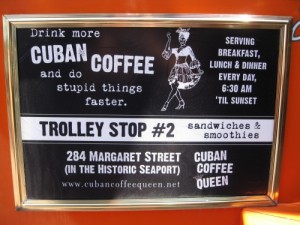 Drink more
CUBAN COFFEE
and do
stupid things
faster.
SERVING
BREAKFAST,
LUNCH & DINNER
EVERY DAY,
6:30 AM
'TIL SUNSET
TROLLEY STOP #2 sandwiches &
smoothies
284 MARGARET STREET
(IN THE HISTORIC SEAPORT)
www.cubancoffeequeen.net
CUBAN
COFFEE
QUEEN